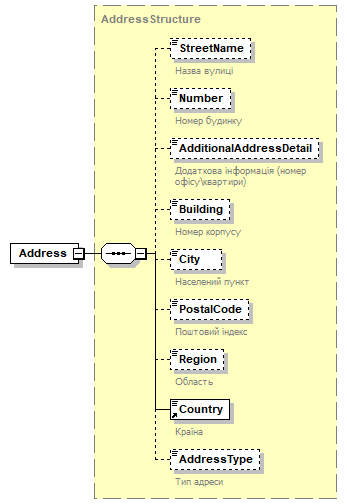 AddressStructure
StreetName
Назва вулиці
Number
Номер будинку
AdditionalAddressDetail
Додаткова інформація (номер
офісу\квартири)
Building
Номер корпусу
Address
City
Населений пункт
PostalCode
Поштовий індекс
Region
Область
Country
Країна
AddressType
Тип адреси